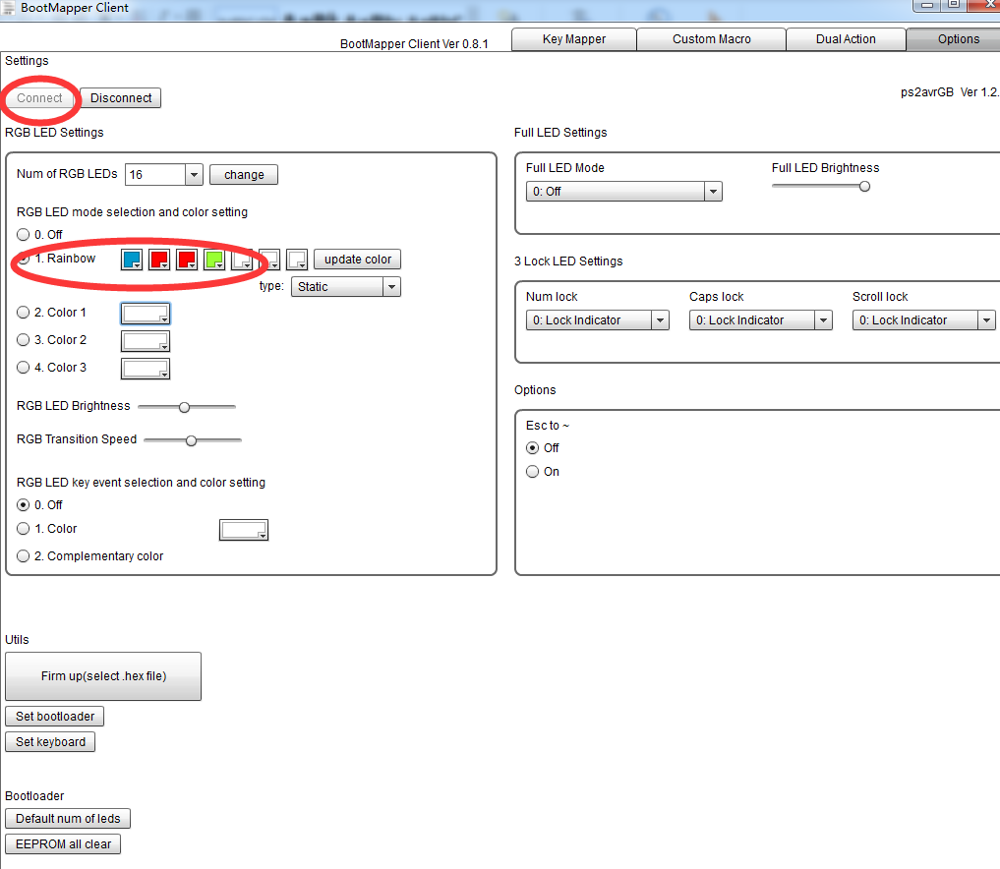 BootMapper Client
BootMapper Client Ver 0.8.1
Key Mapper
Custom Macro
Dual Action
Options
Settings
Connect
Disconnect
ps2avrGB Ver 1.2.
RGB LED Settings
Num of RGB LEDs
16
change
RGB LED mode selection and color setting
0. Off
1. Rainbow
update color
type:
Static
2. Color 1
3. Color 2
4. Color 3
RGB LED Brightness
RGB Transition Speed
RGB LED key event selection and color setting
0. Off
1. Color
2. Complementary color
Full LED Settings
Full LED Mode
Full LED Brightness
0: Off
3 Lock LED Settings
Num lock
Caps lock
Scroll lock
0: Lock Indicator
0: Lock Indicator
0: Lock Indicator
Options
Esc to ~
Off
On
Utils
Firm up(select .hex file)
Set bootloader
Set keyboard
Bootloader
Default num of leds
EEPROM all clear